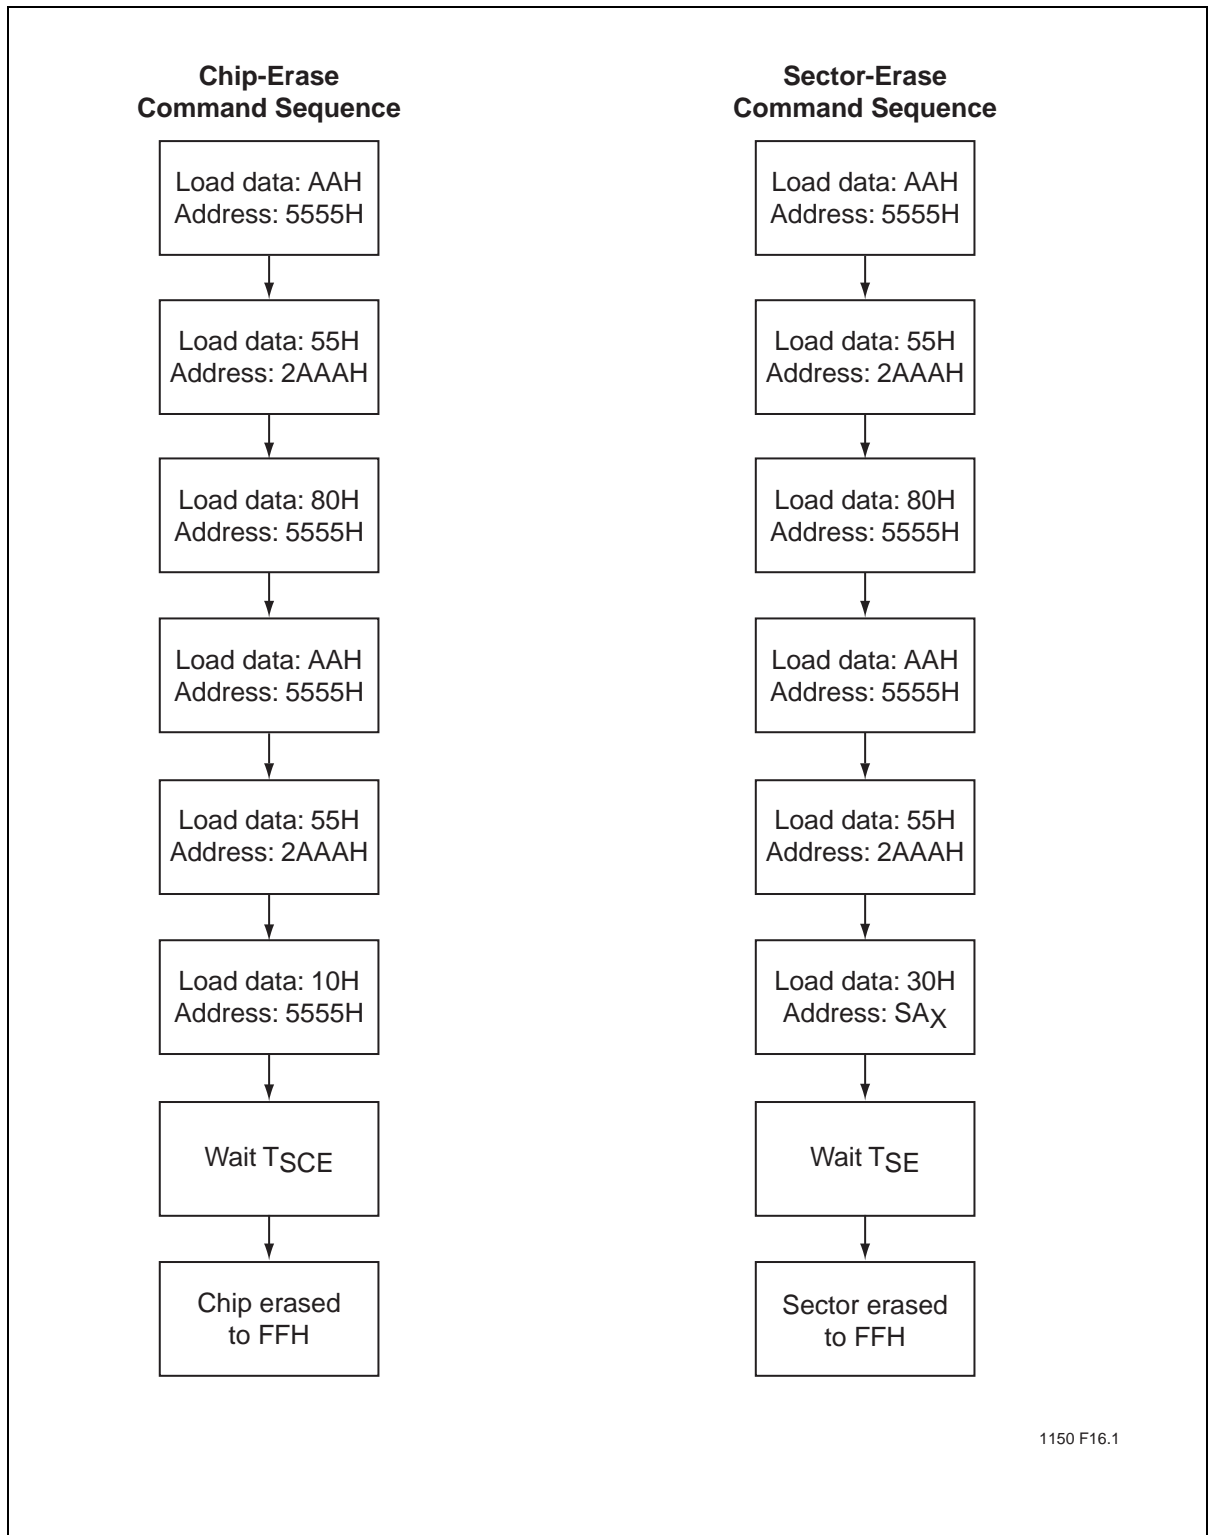 Chip-Erase
Command Sequence
Load data: AAH
Address: 5555H
Load data: 55H
Address: 2AAAH
Load data: 80H
Address: 5555H
Load data: AAH
Address: 5555H
Load data: 55H
Address: 2AAAH
Load data: 10H
Address: 5555H
Wait TSCE
Chip erased
to FFH
Sector-Erase
Command Sequence
Load data: AAH
Address: 5555H
Load data: 55H
Address: 2AAAH
Load data: 80H
Address: 5555H
Load data: AAH
Address: 5555H
Load data: 55H
Address: 2AAAH
Load data: 30H
Address: SAX
Wait TSE
Sector erased
to FFH
1150 F16.1